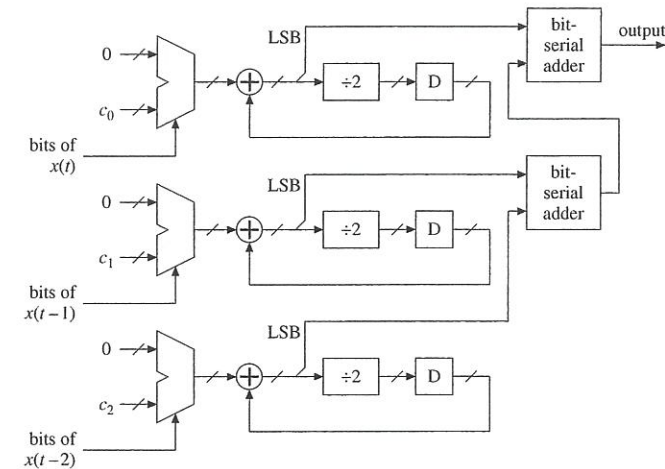 bit-
serial
adder
output
LSB
0
c₀
÷2
D
bits of
x(t)
bit-
serial
adder
LSB
0
c₁
÷2
D
bits of
x(t−1)
LSB
0
c₂
÷2
D
bits of
x(t−2)